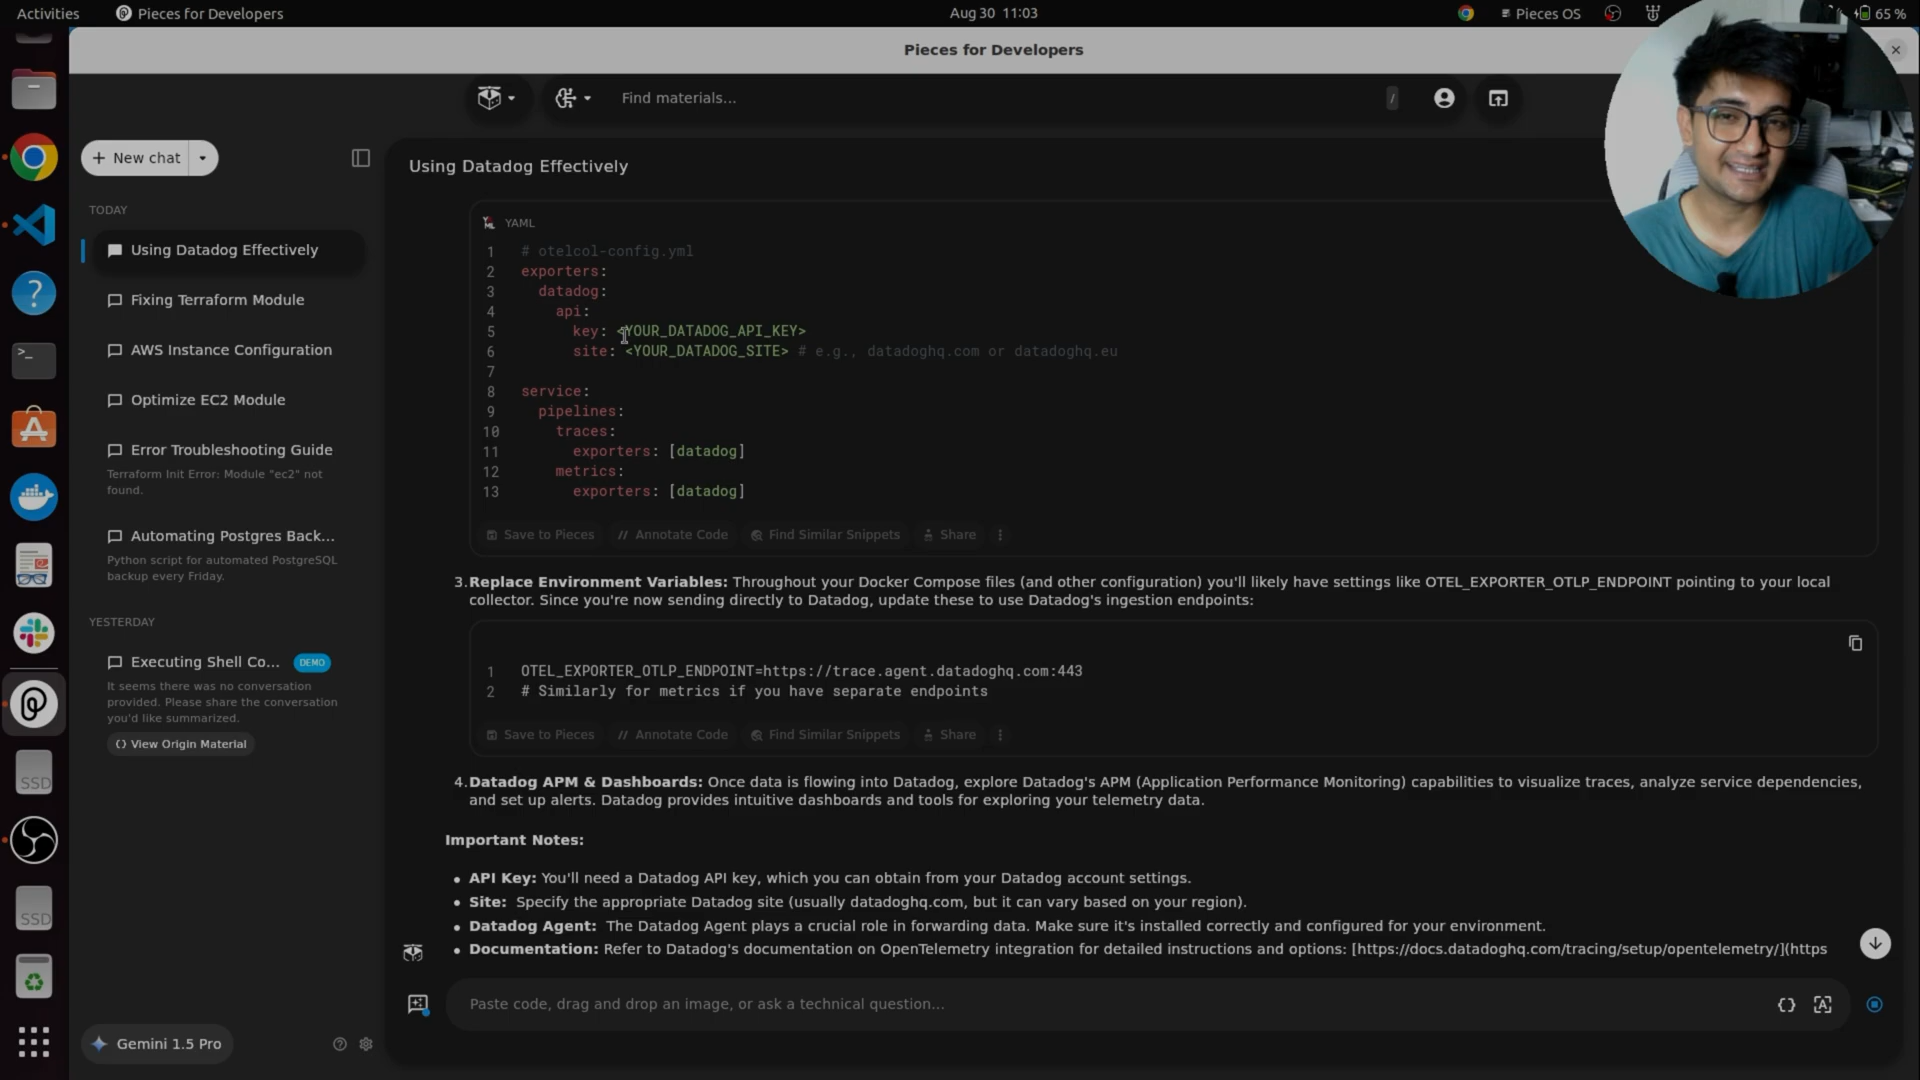 Activities
Pieces for Developers
Aug 30 11:03
Pieces OS
65 %
Pieces for Developers
Find materials...
/
+ New chat
Using Datadog Effectively
TODAY
Using Datadog Effectively
Fixing Terraform Module
AWS Instance Configuration
Optimize EC2 Module
Error Troubleshooting Guide
Terraform Init Error: Module "ec2" not
found.
Automating Postgres Back...
Python script for automated PostgreSQL
backup every Friday.
YESTERDAY
Executing Shell Co... DEMO
It seems there was no conversation
provided. Please share the conversation
you'd like summarized.
View Origin Material
Gemini 1.5 Pro
YAML
1 # otelcol-config.yml
2 exporters:
3 datadog:
4 api:
5 key: <YOUR_DATADOG_API_KEY>
6 site: <YOUR_DATADOG_SITE> # e.g., datadoghq.com or datadoghq.eu
7
8 service:
9 pipelines:
10 traces:
11 exporters: [datadog]
12 metrics:
13 exporters: [datadog]
Save to Pieces // Annotate Code Find Similar Snippets Share
3. Replace Environment Variables: Throughout your Docker Compose files (and other configuration) you'll likely have settings like OTEL_EXPORTER_OTLP_ENDPOINT pointing to your local
collector. Since you're now sending directly to Datadog, update these to use Datadog's ingestion endpoints:
1 OTEL_EXPORTER_OTLP_ENDPOINT=https://trace.agent.datadoghq.com:443
2 # Similarly for metrics if you have separate endpoints
Save to Pieces // Annotate Code Find Similar Snippets Share
4. Datadog APM & Dashboards: Once data is flowing into Datadog, explore Datadog's APM (Application Performance Monitoring) capabilities to visualize traces, analyze service dependencies,
and set up alerts. Datadog provides intuitive dashboards and tools for exploring your telemetry data.
Important Notes:
• API Key: You'll need a Datadog API key, which you can obtain from your Datadog account settings.
• Site: Specify the appropriate Datadog site (usually datadoghq.com, but it can vary based on your region).
• Datadog Agent: The Datadog Agent plays a crucial role in forwarding data. Make sure it's installed correctly and configured for your environment.
• Documentation: Refer to Datadog's documentation on OpenTelemetry integration for detailed instructions and options: [https://docs.datadoghq.com/tracing/setup/opentelemetry/](https
Paste code, drag and drop an image, or ask a technical question...
SSD
SSD